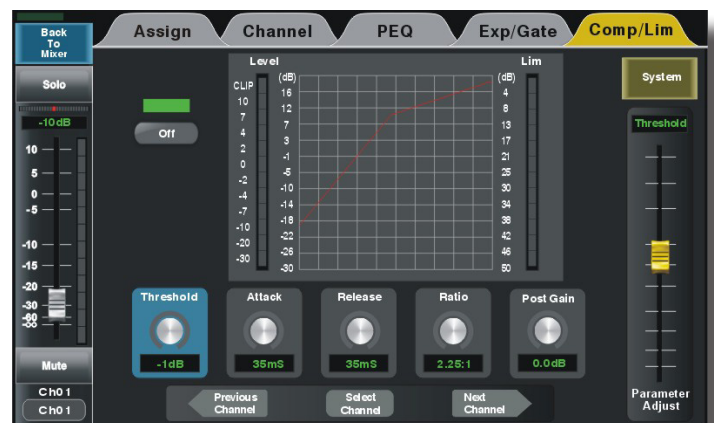 Back
To
Mixer
Assign
Channel
PEQ
Exp/Gate
Comp/Lim
Solo
-10dB
10
5
0
-5
-10
-15
-20
-30
-60
Mute
Ch01
Ch01
Off
Level
CLIP
10
7
4
2
0
-2
-4
-7
-10
-20
-30
(dB)
16
12
7
3
-1
-5
-10
-14
-18
-22
-26
-30
Lim
(dB)
4
8
13
17
21
25
30
34
38
42
46
50
System
Threshold
Parameter
Adjust
Threshold
-1dB
Attack
35mS
Release
35mS
Ratio
2.25:1
Post Gain
0.0dB
Previous
Channel
Select
Channel
Next
Channel